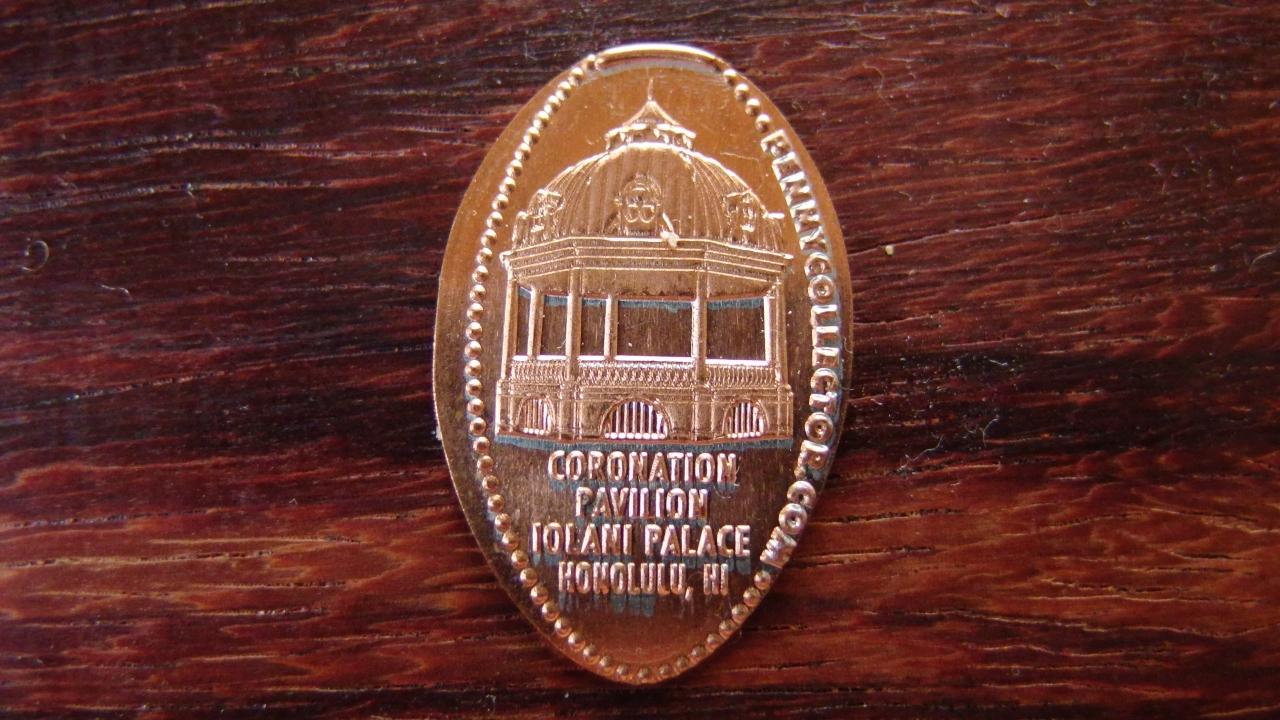 PENNYCOLLECTOR.COM
CORONATION
PAVILION
IOLANI PALACE
HONOLULU, HI